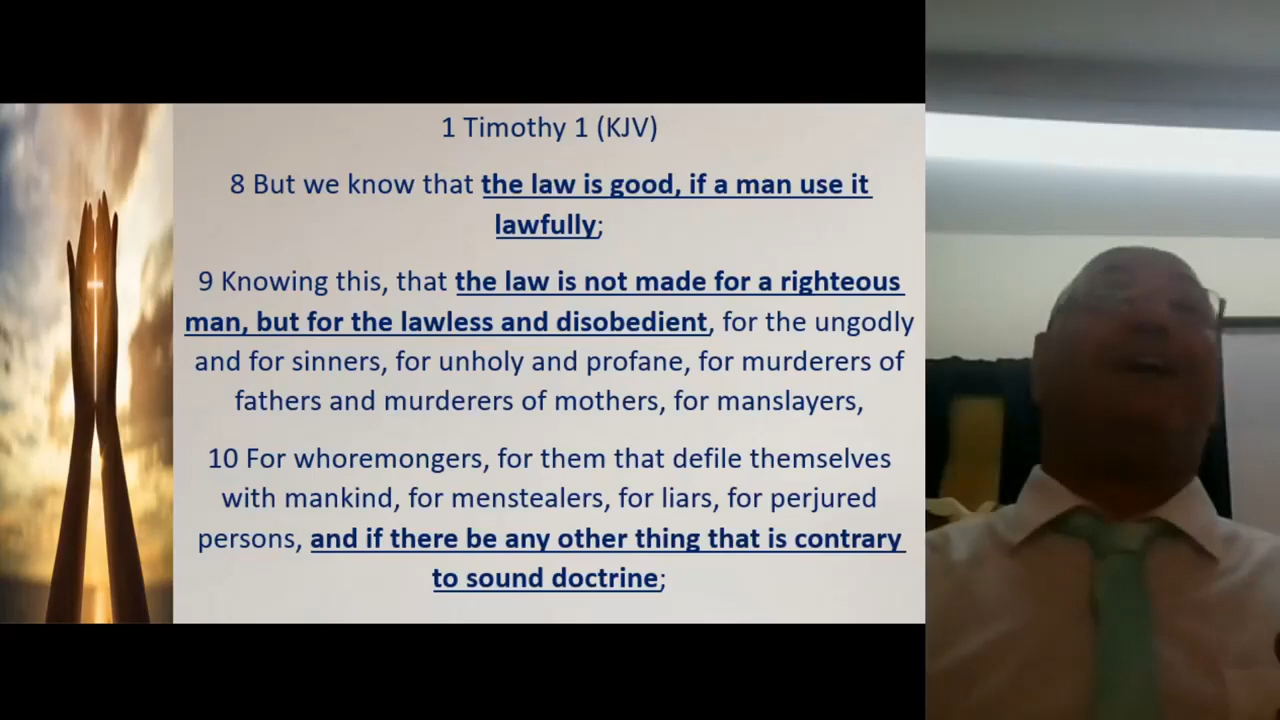 1 Timothy 1 (KJV)
8 But we know that the law is good, if a man use it
lawfully;
9 Knowing this, that the law is not made for a righteous
man, but for the lawless and disobedient, for the ungodly
and for sinners, for unholy and profane, for murderers of
fathers and murderers of mothers, for manslayers,
10 For whoremongers, for them that defile themselves
with mankind, for menstealers, for liars, for perjured
persons, and if there be any other thing that is contrary
to sound doctrine;